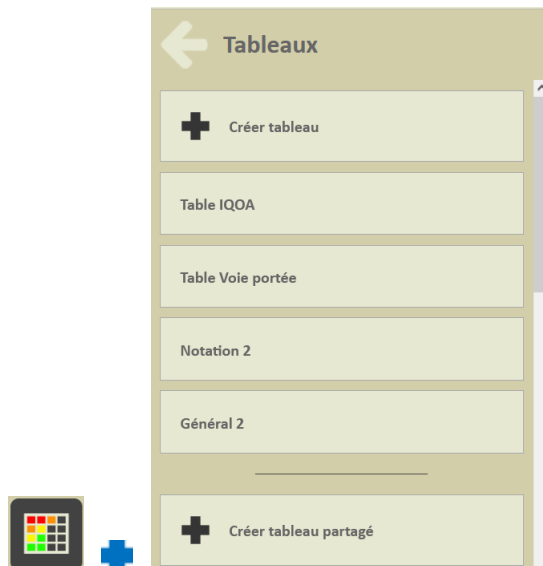 Tableaux
Créer tableau
Table IQOA
Table Voie portée
Notation 2
Général 2
Créer tableau partagé